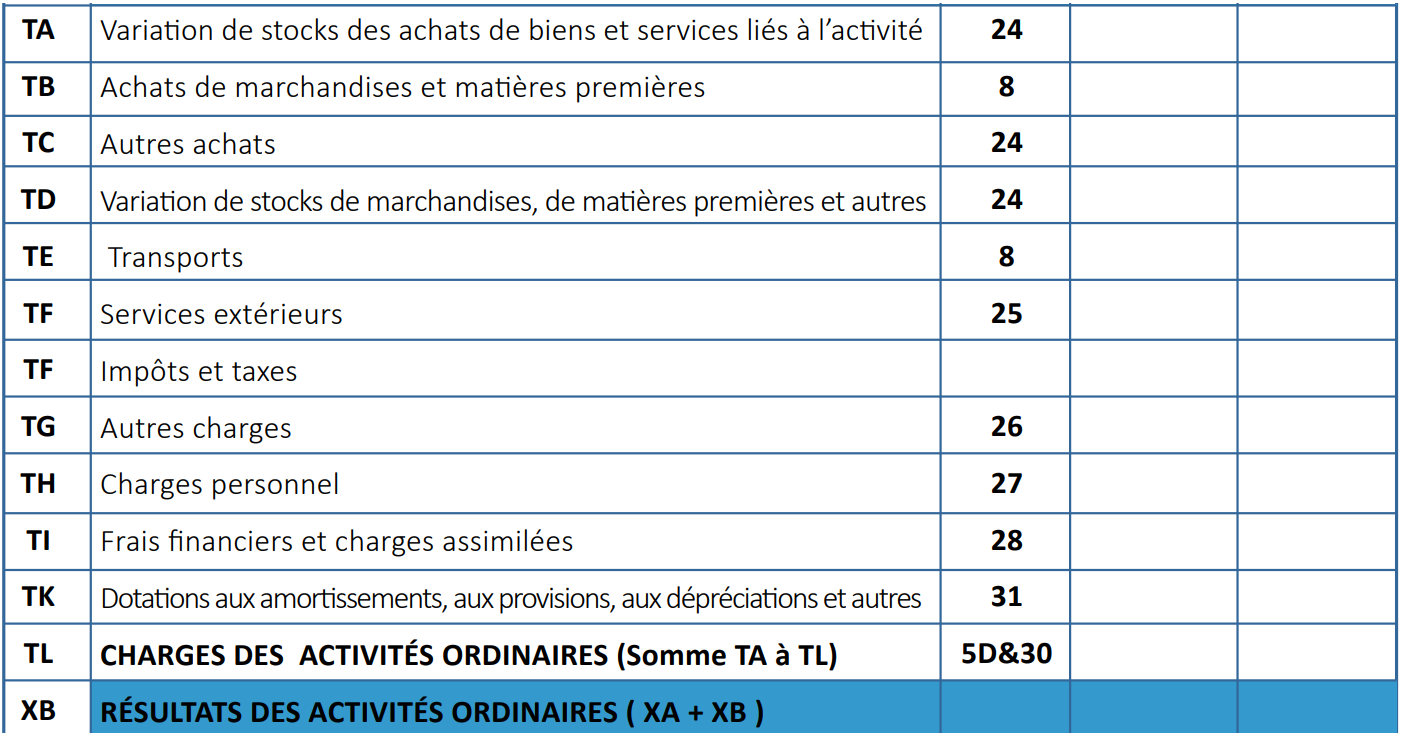 TA Variation de stocks des achats de biens et services liés à l’activité 24
TB Achats de marchandises et matières premières 8
TC Autres achats 24
TD Variation de stocks de marchandises, de matières premières et autres 24
TE Transports 8
TF Services extérieurs 25
TF Impôts et taxes
TG Autres charges 26
TH Charges personnel 27
TI Frais financiers et charges assimilées 28
TK Dotations aux amortissements, aux provisions, aux dépréciations et autres 31
TL CHARGES DES ACTIVITÉS ORDINAIRES (Somme TA à TL) 5D&30
XB RÉSULTATS DES ACTIVITÉS ORDINAIRES ( XA + XB )